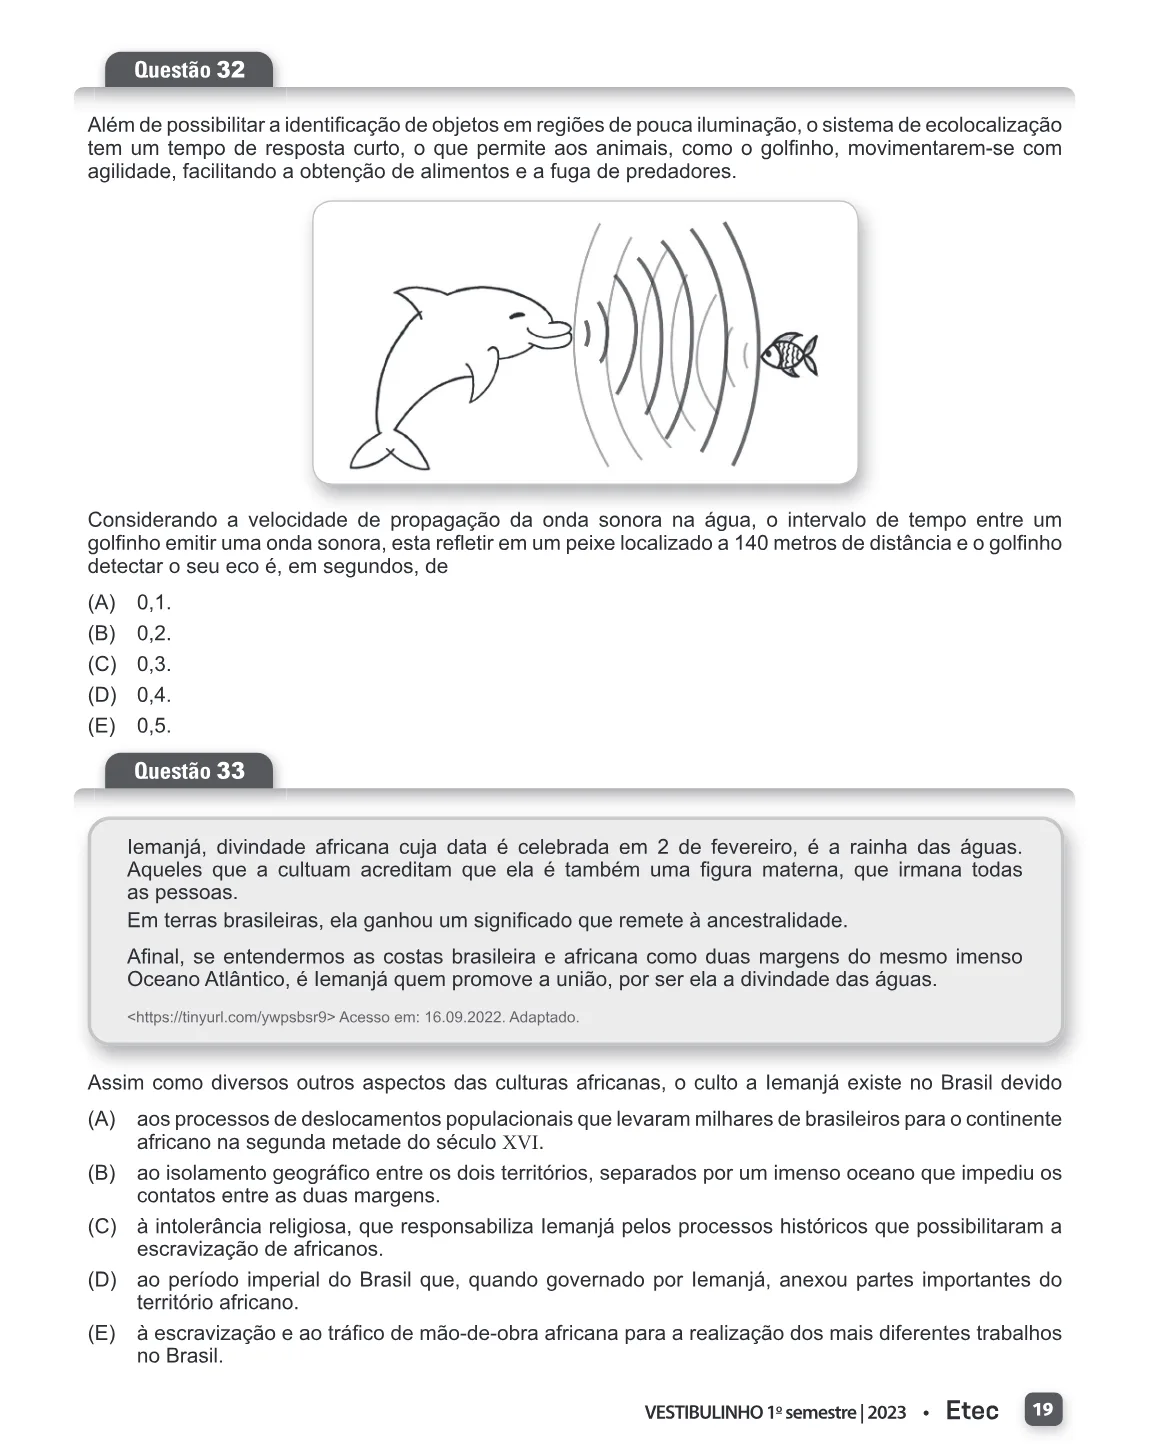 Questão 32
Além de possibilitar a identificação de objetos em regiões de pouca iluminação, o sistema de ecolocalização
tem um tempo de resposta curto, o que permite aos animais, como o golfinho, movimentarem-se com
agilidade, facilitando a obtenção de alimentos e a fuga de predadores.
Considerando a velocidade de propagação da onda sonora na água, o intervalo de tempo entre um
golfinho emitir uma onda sonora, esta refletir em um peixe localizado a 140 metros de distância e o golfinho
detectar o seu eco é, em segundos, de
(A) 0,1.
(B) 0,2.
(C) 0,3.
(D) 0,4.
(E) 0,5.
Questão 33
Iemanjá, divindade africana cuja data é celebrada em 2 de fevereiro, é a rainha das águas.
Aqueles que a cultuam acreditam que ela é também uma figura materna, que irmana todas
as pessoas.
Em terras brasileiras, ela ganhou um significado que remete à ancestralidade.
Afinal, se entendermos as costas brasileira e africana como duas margens do mesmo imenso
Oceano Atlântico, é Iemanjá quem promove a união, por ser ela a divindade das águas.
<https://tinyurl.com/ywpsbsr9> Acesso em: 16.09.2022. Adaptado.
Assim como diversos outros aspectos das culturas africanas, o culto a Iemanjá existe no Brasil devido
(A) aos processos de deslocamentos populacionais que levaram milhares de brasileiros para o continente
africano na segunda metade do século XVI.
(B) ao isolamento geográfico entre os dois territórios, separados por um imenso oceano que impediu os
contatos entre as duas margens.
(C) à intolerância religiosa, que responsabiliza Iemanjá pelos processos históricos que possibilitaram a
escravização de africanos.
(D) ao período imperial do Brasil que, quando governado por Iemanjá, anexou partes importantes do
território africano.
(E) à escravização e ao tráfico de mão-de-obra africana para a realização dos mais diferentes trabalhos
no Brasil.
VESTIBULINHO 1º semestre | 2023 • Etec 19